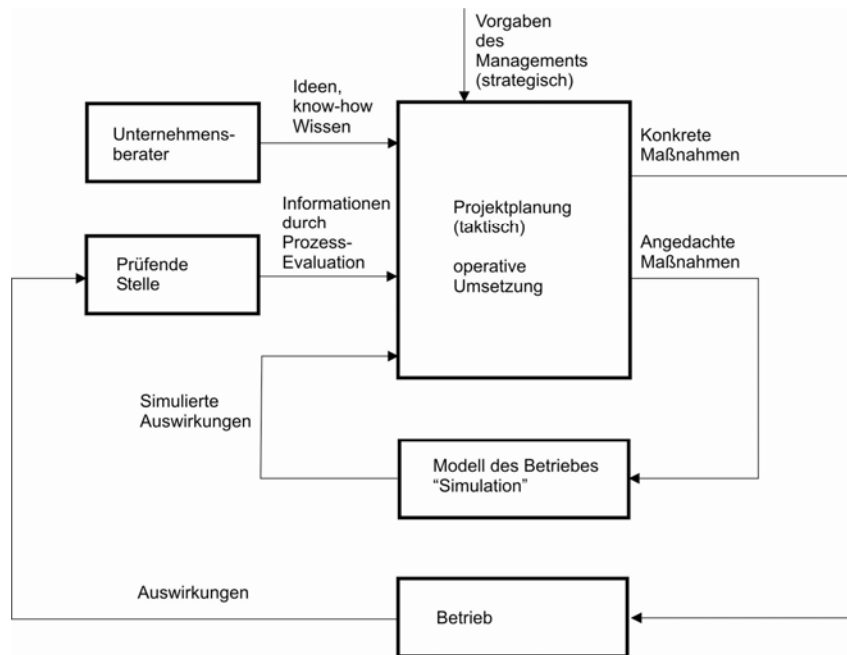 Vorgaben
des
Managements
(strategisch)
Ideen,
know-how
Wissen
Unternehmens-
berater
Konkrete
Maßnahmen
Informationen
durch
Prozess-
Evaluation
Projektplanung
(taktisch)
operative
Umsetzung
Angedachte
Maßnahmen
Prüfende
Stelle
Simulierte
Auswirkungen
Modell des Betriebes
“Simulation”
Auswirkungen
Betrieb